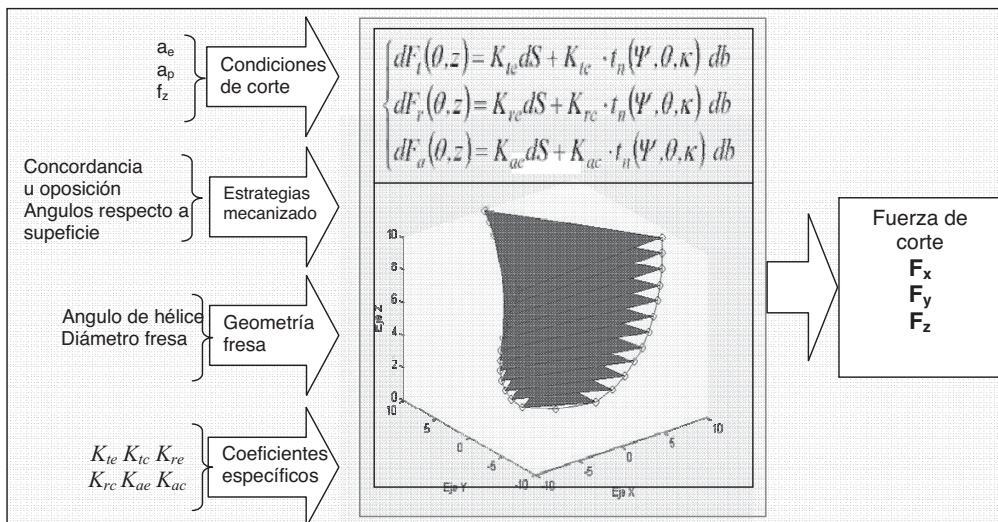 a_e
a_p
f_z
Condiciones
de corte
Concordancia
u oposición
Angulos respecto a
supeficie
Estrategias
mecanizado
Angulo de hélice
Diámetro fresa
Geometría
fresa
K_te K_tc K_re
K_rc K_ae K_ac
Coeficientes
específicos
dF_t(θ,z) = K_te dS + K_tc · t_n(Ψ,θ,κ) db
dF_r(θ,z) = K_re dS + K_rc · t_n(Ψ,θ,κ) db
dF_a(θ,z) = K_ae dS + K_ac · t_n(Ψ,θ,κ) db
Eje Z
10
8
6
4
2
0
10
5
0
-5
-10
Eje Y
-10
-5
0
5
10
Eje X
Fuerza de
corte
F_x
F_y
F_z